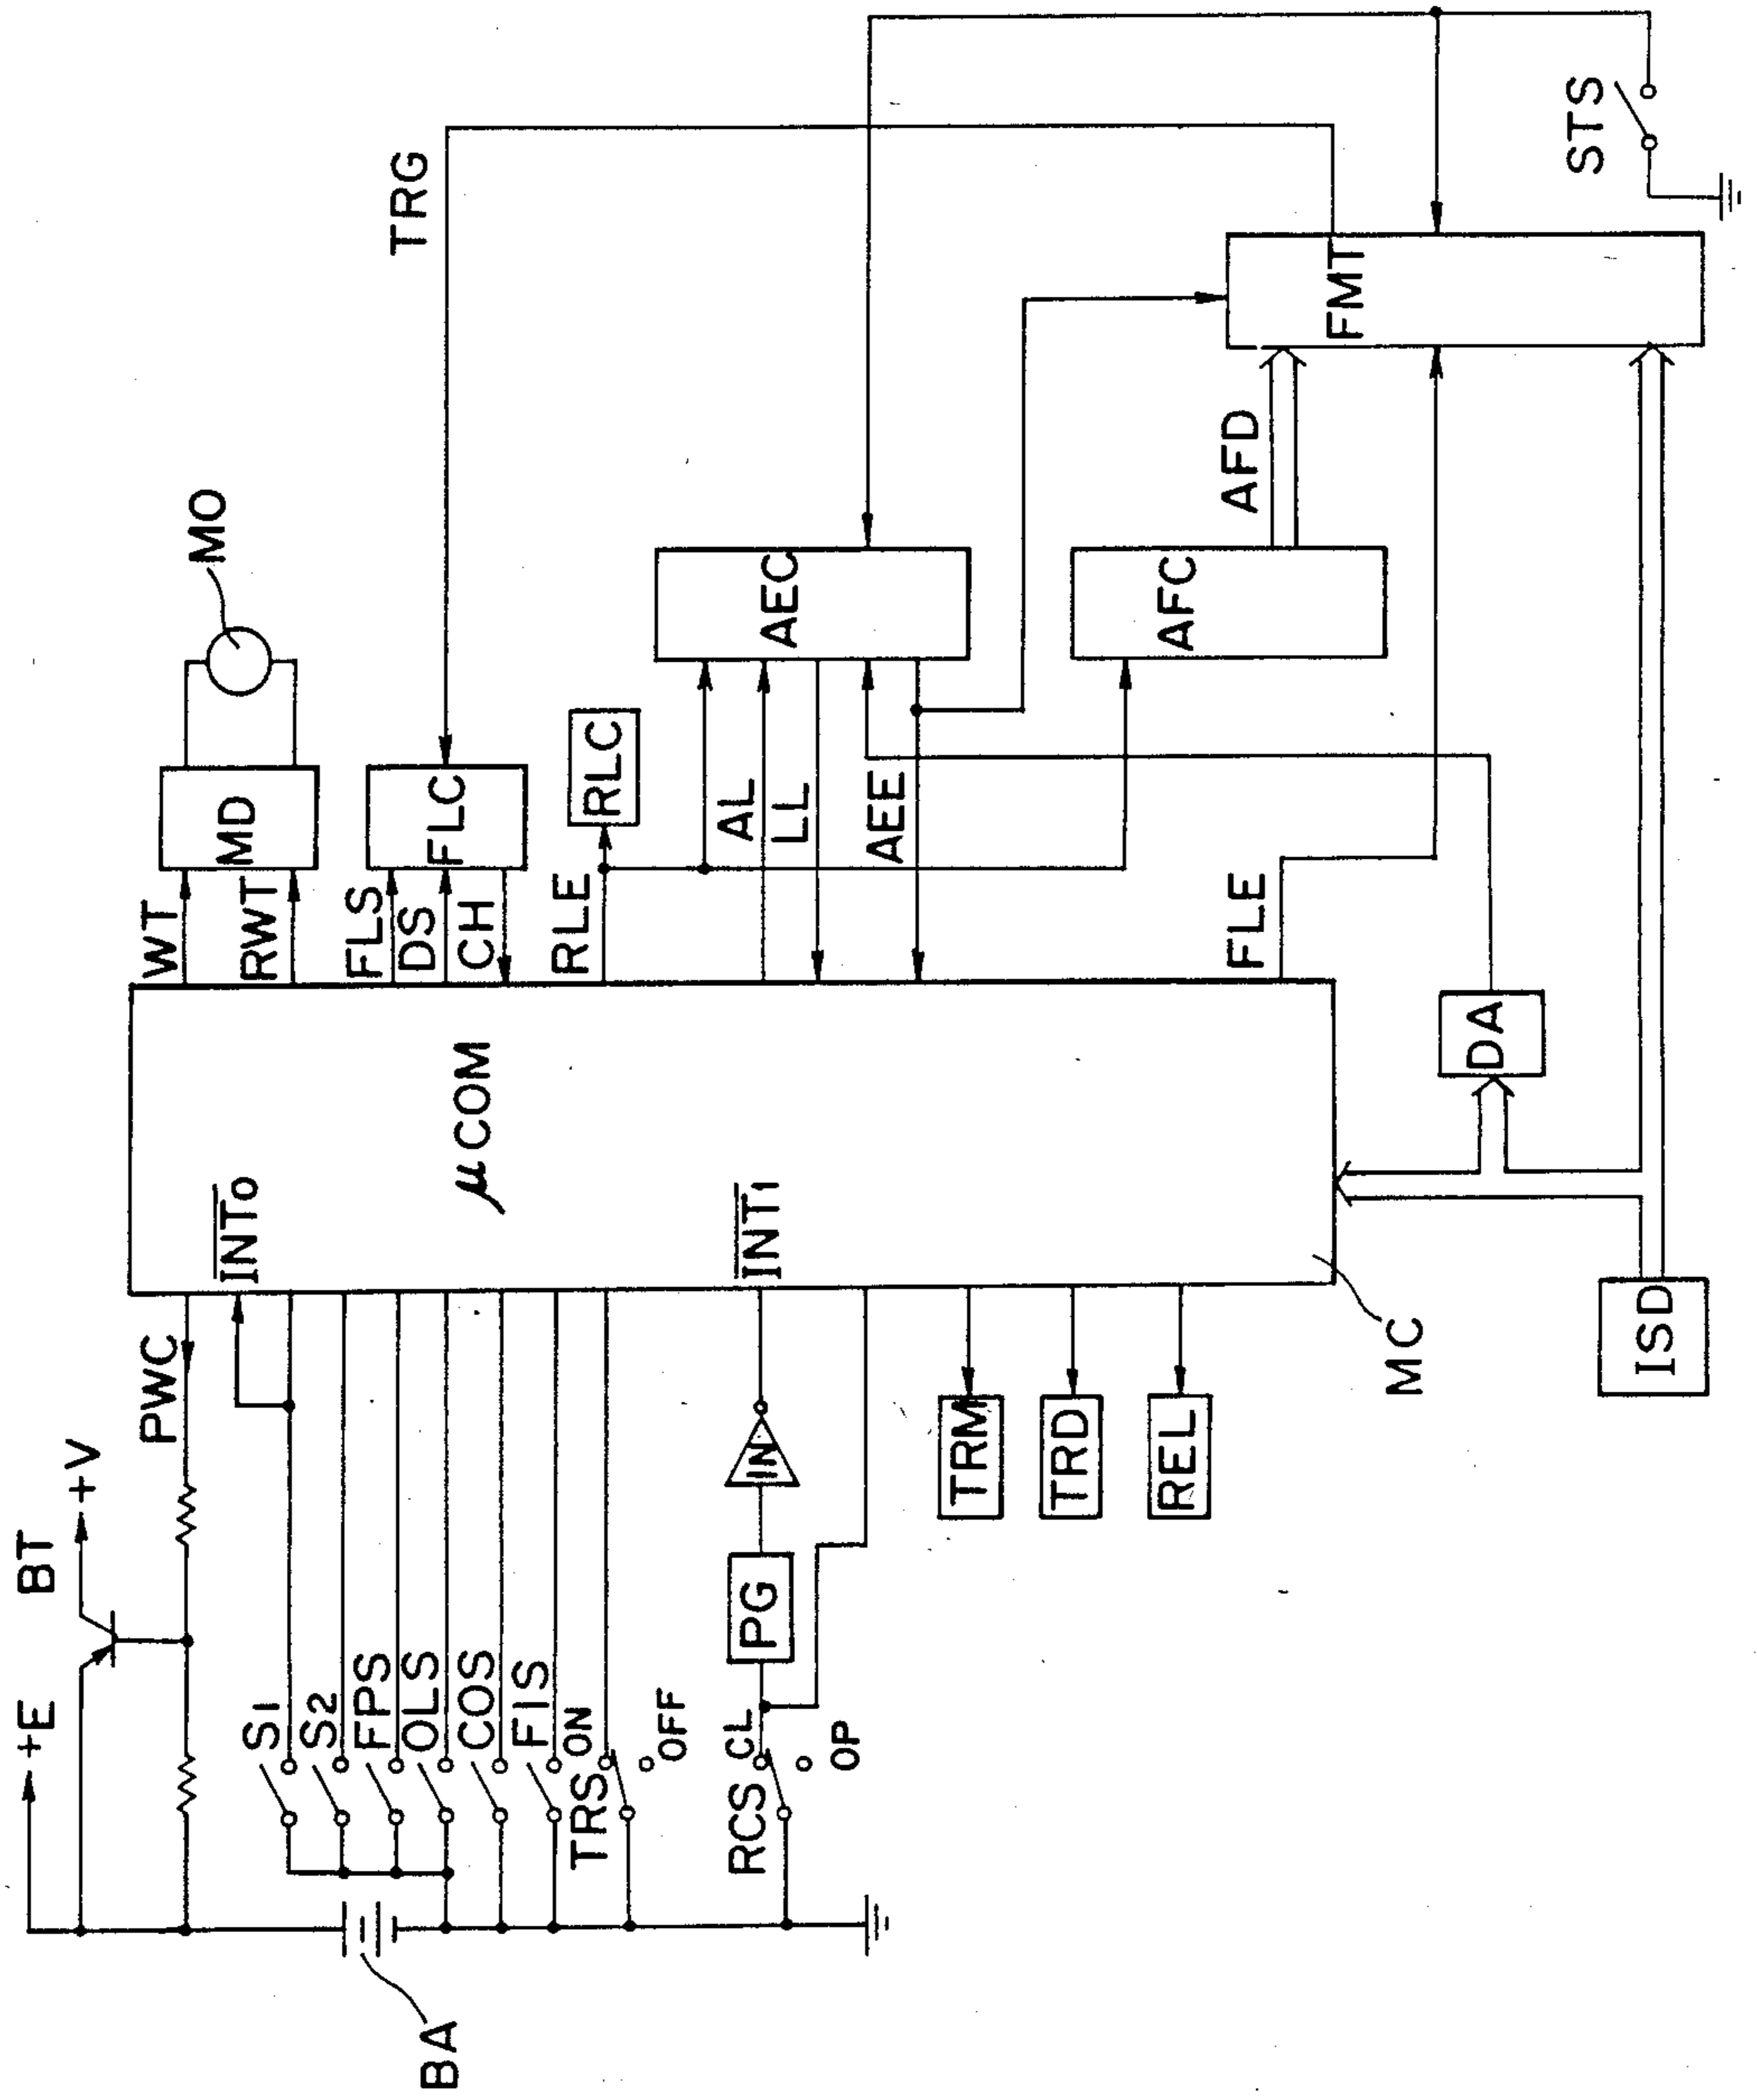 +E
BT
+V
PWC
BA
S1
S2
FPS
OLS
COS
FIS
TRS
ON
OFF
RCS
CL
OP
PG
IN
TRM
TRD
REL
INT0
INT1
μCOM
MC
ISD
DA
WT
RWT
MD
MO
FLS
DS
CH
FLC
TRG
RLE
RLC
AL
LL
AEE
AEC
AFC
AFD
FLE
FMT
STS